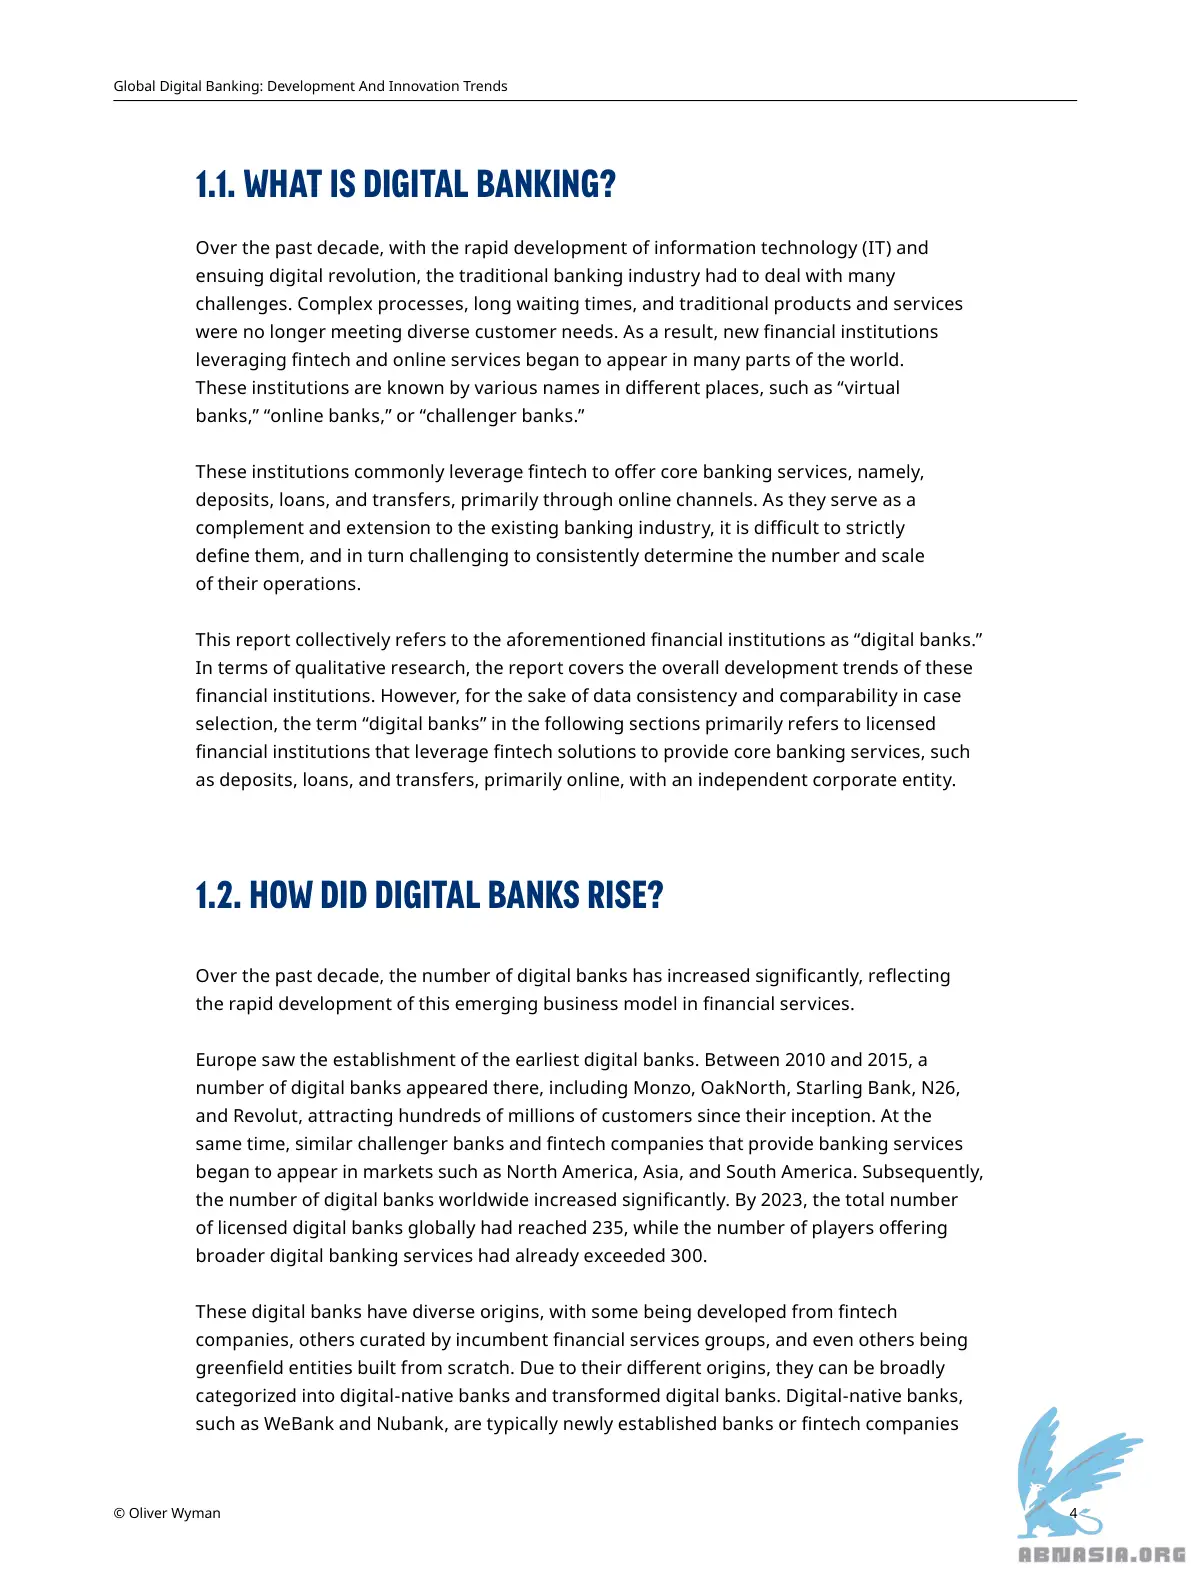 Global Digital Banking: Development And Innovation Trends
1.1. WHAT IS DIGITAL BANKING?
Over the past decade, with the rapid development of information technology (IT) and
ensuing digital revolution, the traditional banking industry had to deal with many
challenges. Complex processes, long waiting times, and traditional products and services
were no longer meeting diverse customer needs. As a result, new financial institutions
leveraging fintech and online services began to appear in many parts of the world.
These institutions are known by various names in different places, such as “virtual
banks,” “online banks,” or “challenger banks.”
These institutions commonly leverage fintech to offer core banking services, namely,
deposits, loans, and transfers, primarily through online channels. As they serve as a
complement and extension to the existing banking industry, it is difficult to strictly
define them, and in turn challenging to consistently determine the number and scale
of their operations.
This report collectively refers to the aforementioned financial institutions as “digital banks.”
In terms of qualitative research, the report covers the overall development trends of these
financial institutions. However, for the sake of data consistency and comparability in case
selection, the term “digital banks” in the following sections primarily refers to licensed
financial institutions that leverage fintech solutions to provide core banking services, such
as deposits, loans, and transfers, primarily online, with an independent corporate entity.
1.2. HOW DID DIGITAL BANKS RISE?
Over the past decade, the number of digital banks has increased significantly, reflecting
the rapid development of this emerging business model in financial services.
Europe saw the establishment of the earliest digital banks. Between 2010 and 2015, a
number of digital banks appeared there, including Monzo, OakNorth, Starling Bank, N26,
and Revolut, attracting hundreds of millions of customers since their inception. At the
same time, similar challenger banks and fintech companies that provide banking services
began to appear in markets such as North America, Asia, and South America. Subsequently,
the number of digital banks worldwide increased significantly. By 2023, the total number
of licensed digital banks globally had reached 235, while the number of players offering
broader digital banking services had already exceeded 300.
These digital banks have diverse origins, with some being developed from fintech
companies, others curated by incumbent financial services groups, and even others being
greenfield entities built from scratch. Due to their different origins, they can be broadly
categorized into digital-native banks and transformed digital banks. Digital-native banks,
such as WeBank and Nubank, are typically newly established banks or fintech companies
© Oliver Wyman
4
ABNASIA.ORG